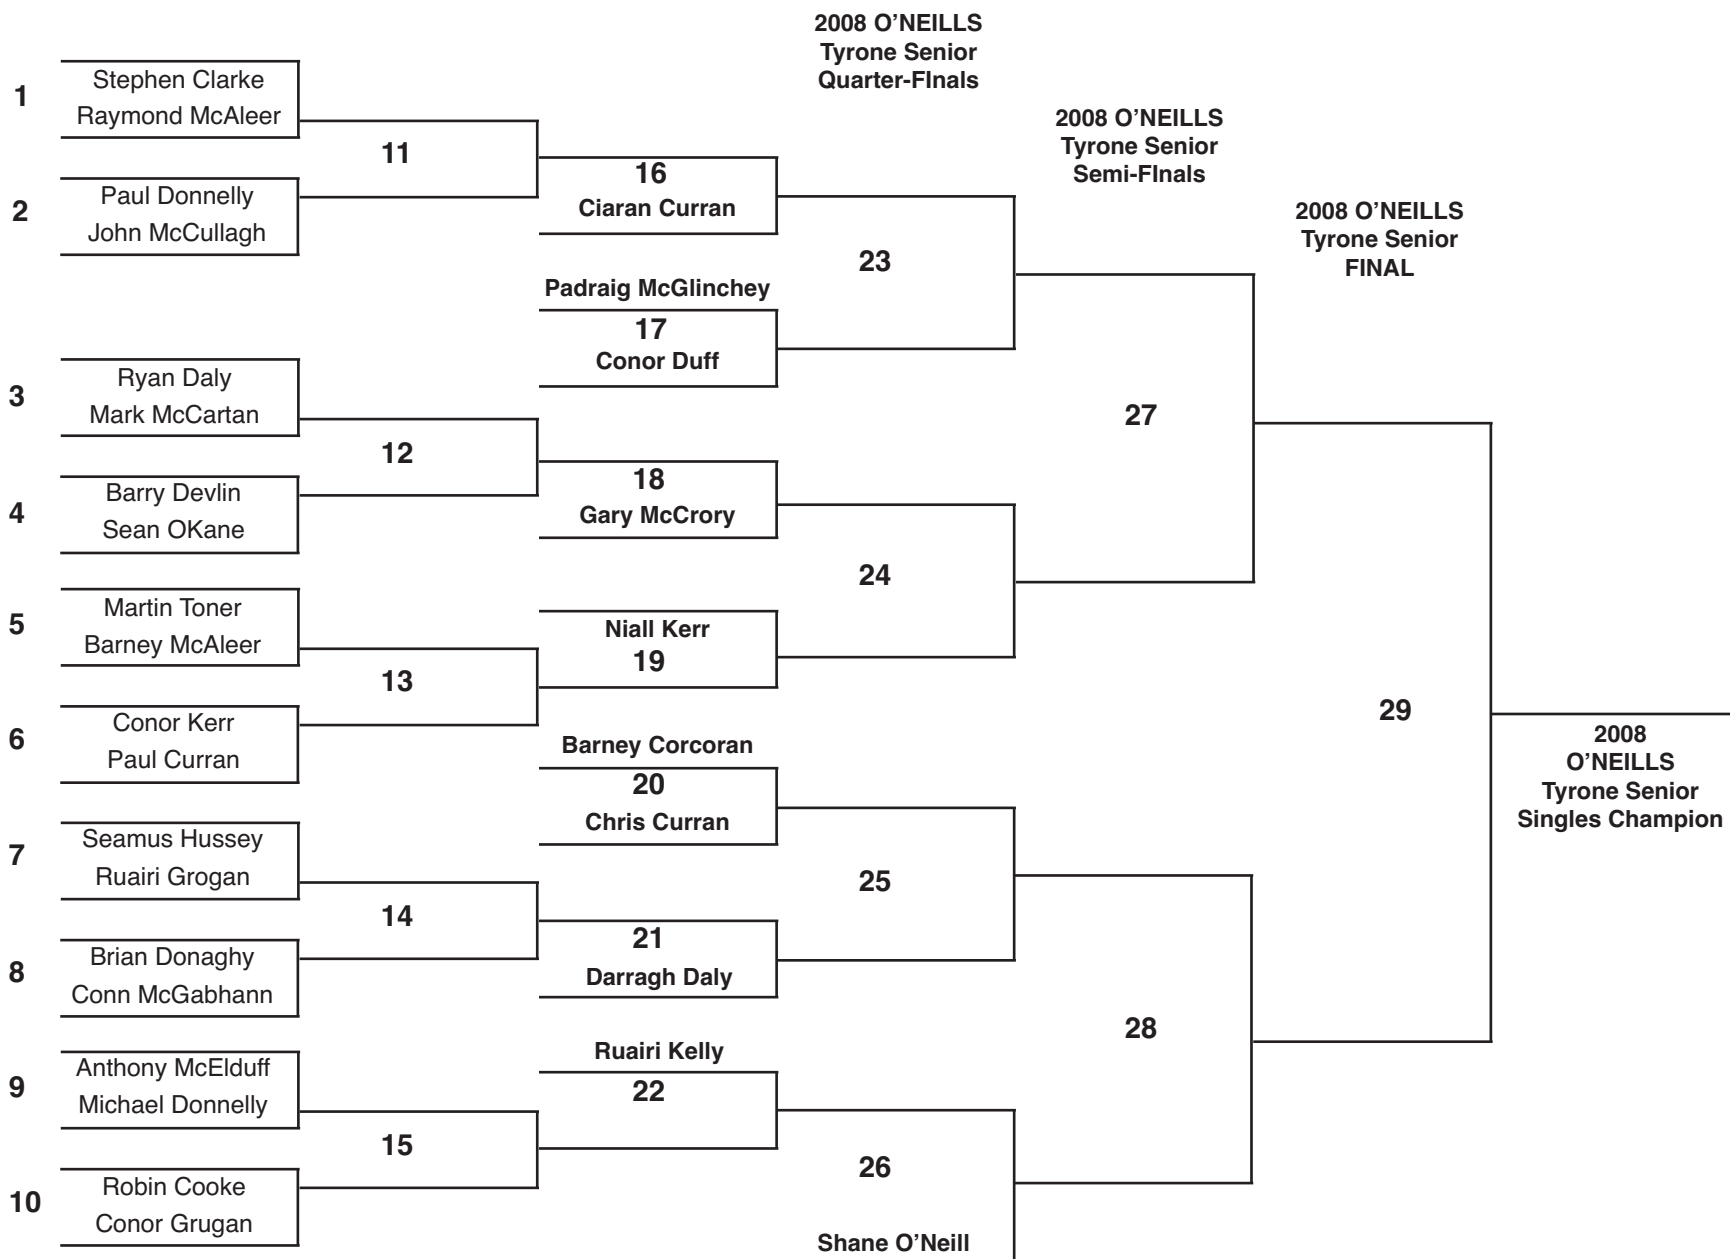 2008 O’NEILLS
Tyrone Senior
Quarter-FInals
2008 O’NEILLS
Tyrone Senior
Semi-FInals
2008 O’NEILLS
Tyrone Senior
FINAL
1
Stephen Clarke
Raymond McAleer
2
Paul Donnelly
John McCullagh
3
Ryan Daly
Mark McCartan
4
Barry Devlin
Sean OKane
5
Martin Toner
Barney McAleer
6
Conor Kerr
Paul Curran
7
Seamus Hussey
Ruairi Grogan
8
Brian Donaghy
Conn McGabhann
9
Anthony McElduff
Michael Donnelly
10
Robin Cooke
Conor Grugan
11
12
13
14
15
16
Ciaran Curran
Padraig McGlinchey
17
Conor Duff
18
Gary McCrory
Niall Kerr
19
Barney Corcoran
20
Chris Curran
21
Darragh Daly
Ruairi Kelly
22
23
24
25
26
Shane O’Neill
27
28
29
2008
O’NEILLS
Tyrone Senior
Singles Champion